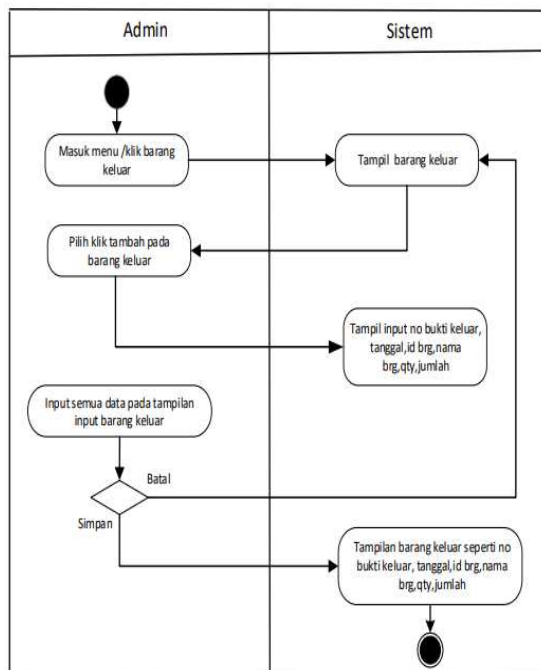 Admin
Sistem
Masuk menu /klik barang
keluar
Tampil barang keluar
Pilih klik tambah pada
barang keluar
Tampil input no bukti keluar,
tanggal,id brg,nama
brg,qty,jumlah
Input semua data pada tampilan
input barang keluar
Batal
Simpan
Tampilan barang keluar seperti no
bukti keluar, tanggal,id brg,nama
brg,qty,jumlah